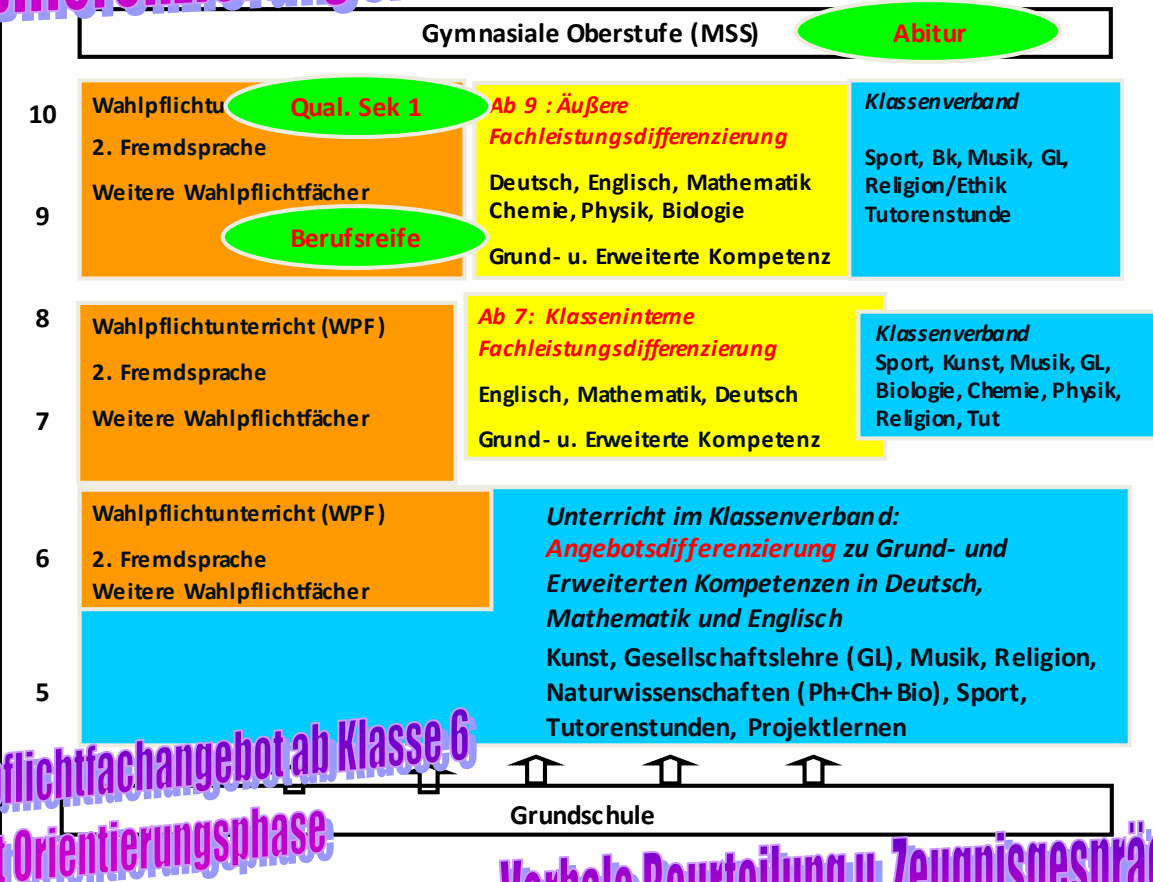 Gymnasiale Oberstufe (MSS)
Abitur
10
9
Qual. Sek 1
2. Fremdsprache
Weitere Wahlpflichtfächer
Berufsreife
Ab 9 : Äußere
Fachleistungsdifferenzierung
Deutsch, Englisch, Mathematik
Chemie, Physik, Biologie
Grund- u. Erweiterte Kompetenz
Klassenverband
Sport, Bk, Musik, GL,
Religion/Ethik
Tutorenstunde
8
7
Wahlpflichtunterricht (WPF)
2. Fremdsprache
Weitere Wahlpflichtfächer
Ab 7: Klasseninterne
Fachleistungsdifferenzierung
Englisch, Mathematik, Deutsch
Grund- u. Erweiterte Kompetenz
Klassenverband
Sport, Kunst, Musik, GL,
Biologie, Chemie, Physik,
Religion, Tut
6
5
Wahlpflichtunterricht (WPF)
2. Fremdsprache
Weitere Wahlpflichtfächer
Unterricht im Klassenverband:
Angebotsdifferenzierung zu Grund- und
Erweiterten Kompetenzen in Deutsch,
Mathematik und Englisch
Kunst, Gesellschaftslehre (GL), Musik, Religion,
Naturwissenschaften (Ph+Ch+Bio), Sport,
Tutorenstunden, Projektlernen
flichtfachangebot ab Klasse 6
Grundschule
Orientierungsphase
Verbale Beurteilung u. Zeugnisgesprä